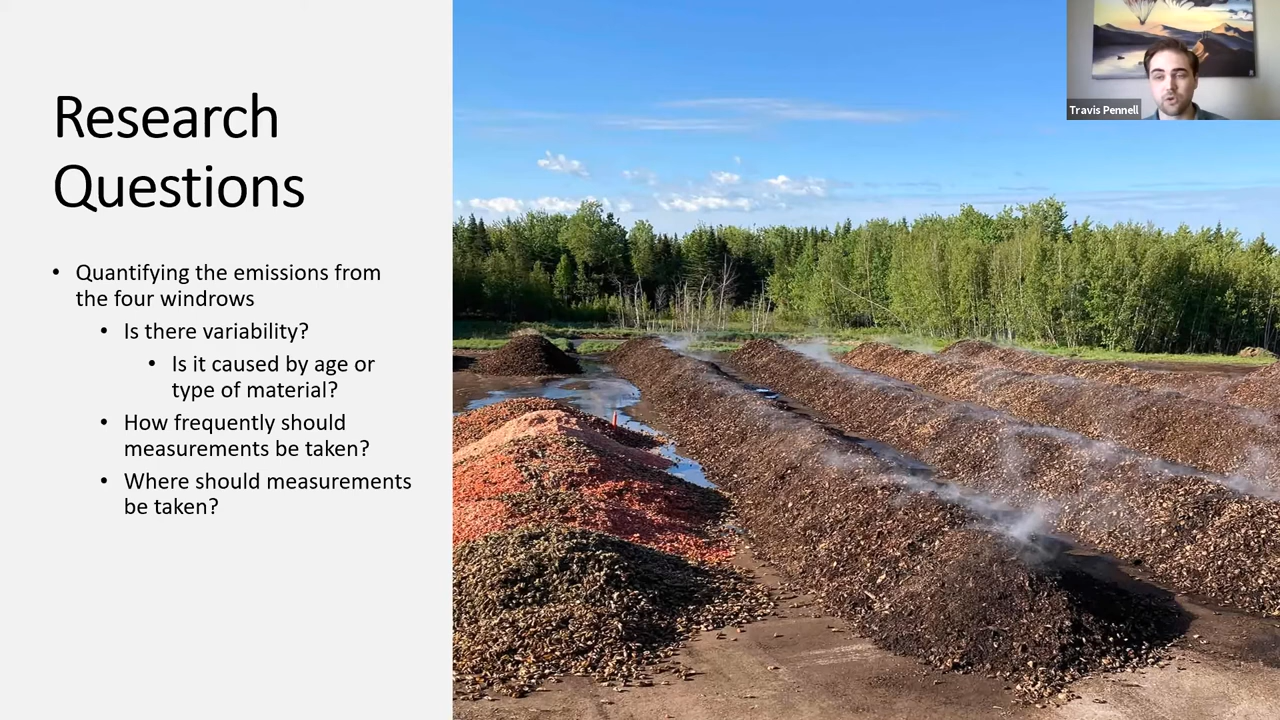 Research
Questions
• Quantifying the emissions from
the four windrows
• Is there variability?
• Is it caused by age or
type of material?
• How frequently should
measurements be taken?
• Where should measurements
be taken?
Travis Pennell